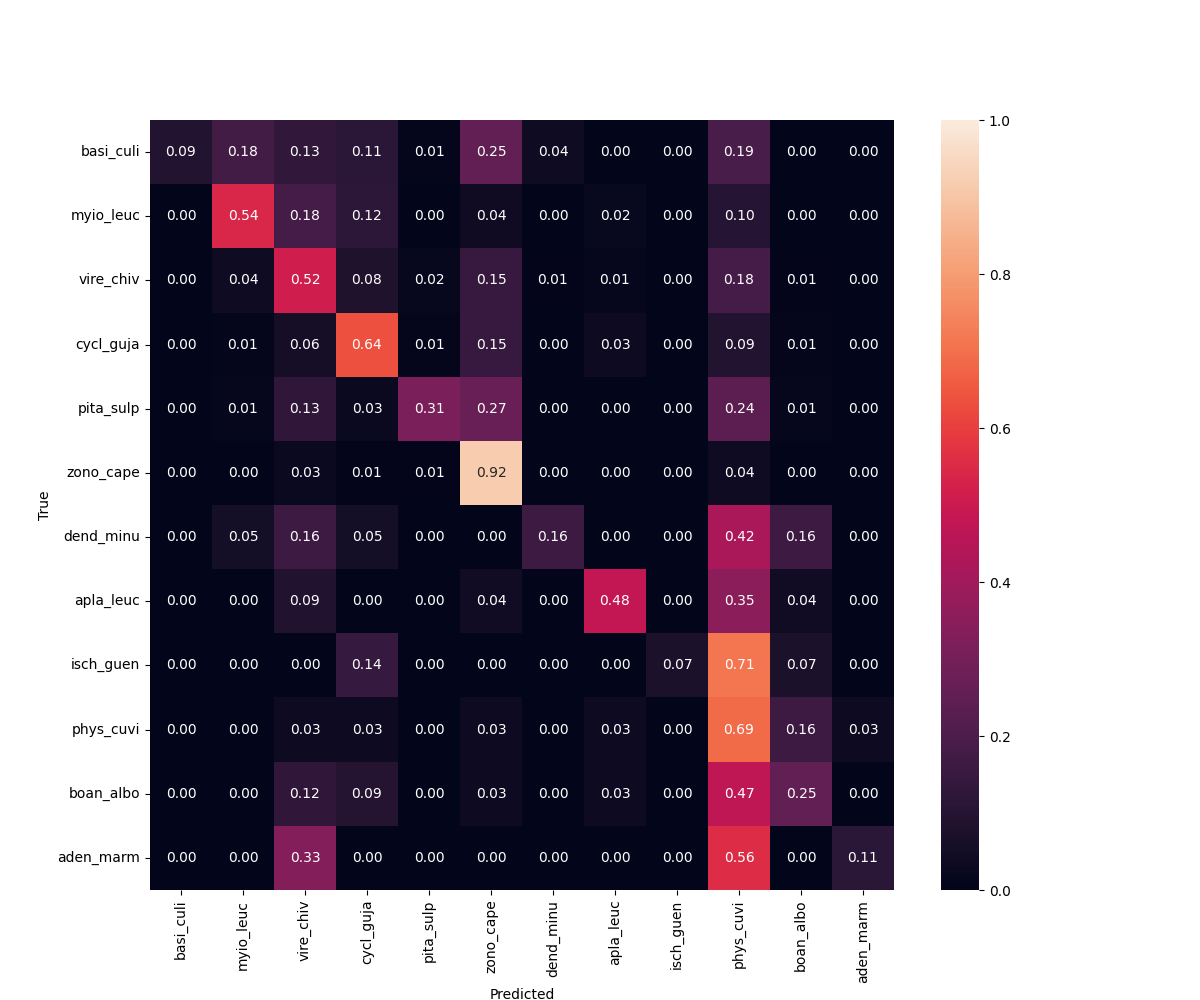 basi_culi 0.09 0.18 0.13 0.11 0.01 0.25 0.04 0.00 0.00 0.19 0.00 0.00 1.0
myio_leuc 0.00 0.54 0.18 0.12 0.00 0.04 0.00 0.02 0.00 0.10 0.00 0.00
vire_chiv 0.00 0.04 0.52 0.08 0.02 0.15 0.01 0.01 0.00 0.18 0.01 0.00 0.8
cycl_guja 0.00 0.01 0.06 0.64 0.01 0.15 0.00 0.03 0.00 0.09 0.01 0.00
pita_sulp 0.00 0.01 0.13 0.03 0.31 0.27 0.00 0.00 0.00 0.24 0.01 0.00 0.6
zono_cape 0.00 0.00 0.03 0.01 0.01 0.92 0.00 0.00 0.00 0.04 0.00 0.00
True
dend_minu 0.00 0.05 0.16 0.05 0.00 0.00 0.16 0.00 0.00 0.42 0.16 0.00
apla_leuc 0.00 0.00 0.09 0.00 0.00 0.04 0.00 0.48 0.00 0.35 0.04 0.00 0.4
isch_guen 0.00 0.00 0.00 0.14 0.00 0.00 0.00 0.00 0.07 0.71 0.07 0.00
phys_cuvi 0.00 0.00 0.03 0.03 0.00 0.03 0.00 0.03 0.00 0.69 0.16 0.03 0.2
boan_albo 0.00 0.00 0.12 0.09 0.00 0.03 0.00 0.03 0.00 0.47 0.25 0.00
aden_marm 0.00 0.00 0.33 0.00 0.00 0.00 0.00 0.00 0.00 0.56 0.00 0.11 0.0
basi_culi myio_leuc vire_chiv cycl_guja pita_sulp zono_cape dend_minu apla_leuc isch_guen phys_cuvi boan_albo aden_marm
Predicted